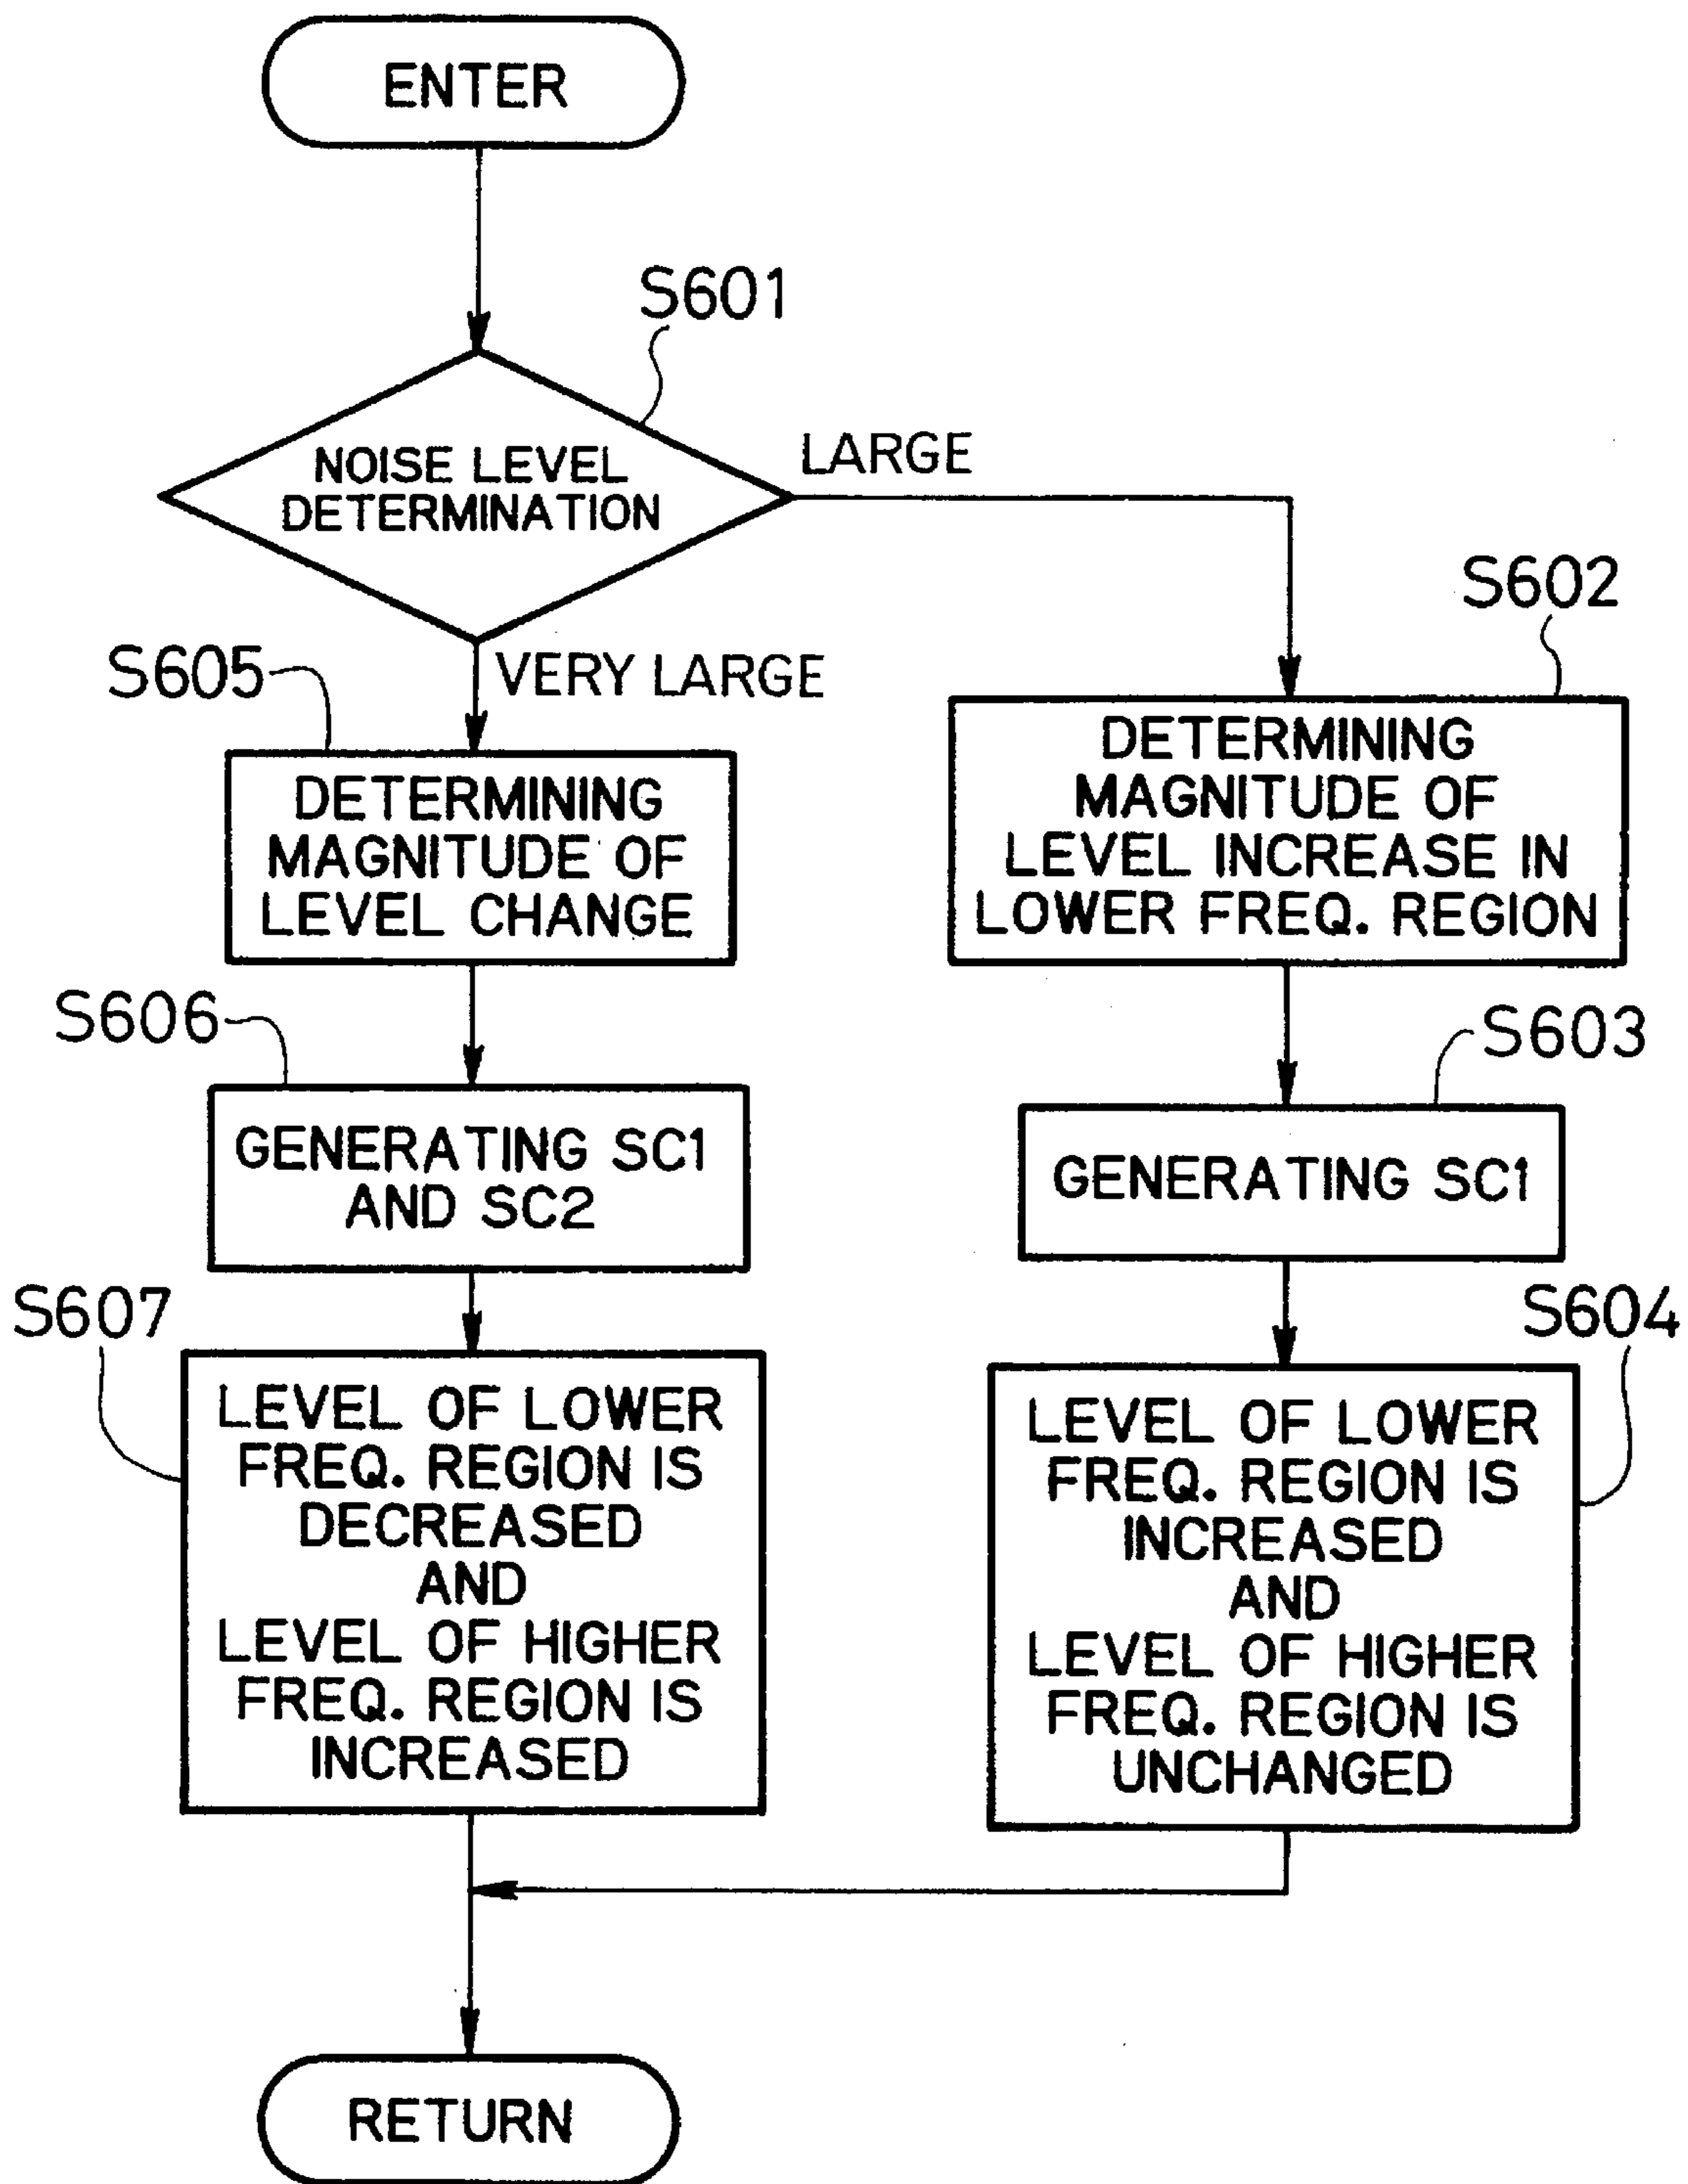 ENTER
S601
NOISE LEVEL
DETERMINATION
LARGE
VERY LARGE
S605
DETERMINING
MAGNITUDE OF
LEVEL CHANGE
S606
GENERATING SC1
AND SC2
S607
LEVEL OF LOWER
FREQ. REGION IS
DECREASED
AND
LEVEL OF HIGHER
FREQ. REGION IS
INCREASED
S602
DETERMINING
MAGNITUDE OF
LEVEL INCREASE IN
LOWER FREQ. REGION
S603
GENERATING SC1
S604
LEVEL OF LOWER
FREQ. REGION IS
INCREASED
AND
LEVEL OF HIGHER
FREQ. REGION IS
UNCHANGED
RETURN